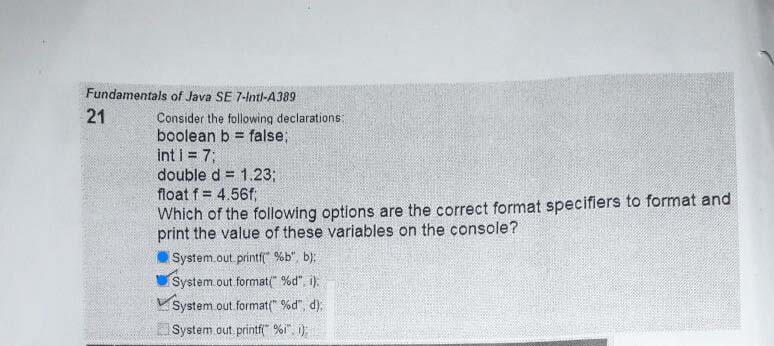 Fundamentals of Java SE 7-Intl-A389
21 Consider the following declarations:
boolean b = false;
int i = 7;
double d = 1.23;
float f = 4.56f;
Which of the following options are the correct format specifiers to format and
print the value of these variables on the console?
System.out.printf(" %b", b);
System.out.format(" %d", i);
System.out.format(" %d", d);
System.out.printf(" %i", i);